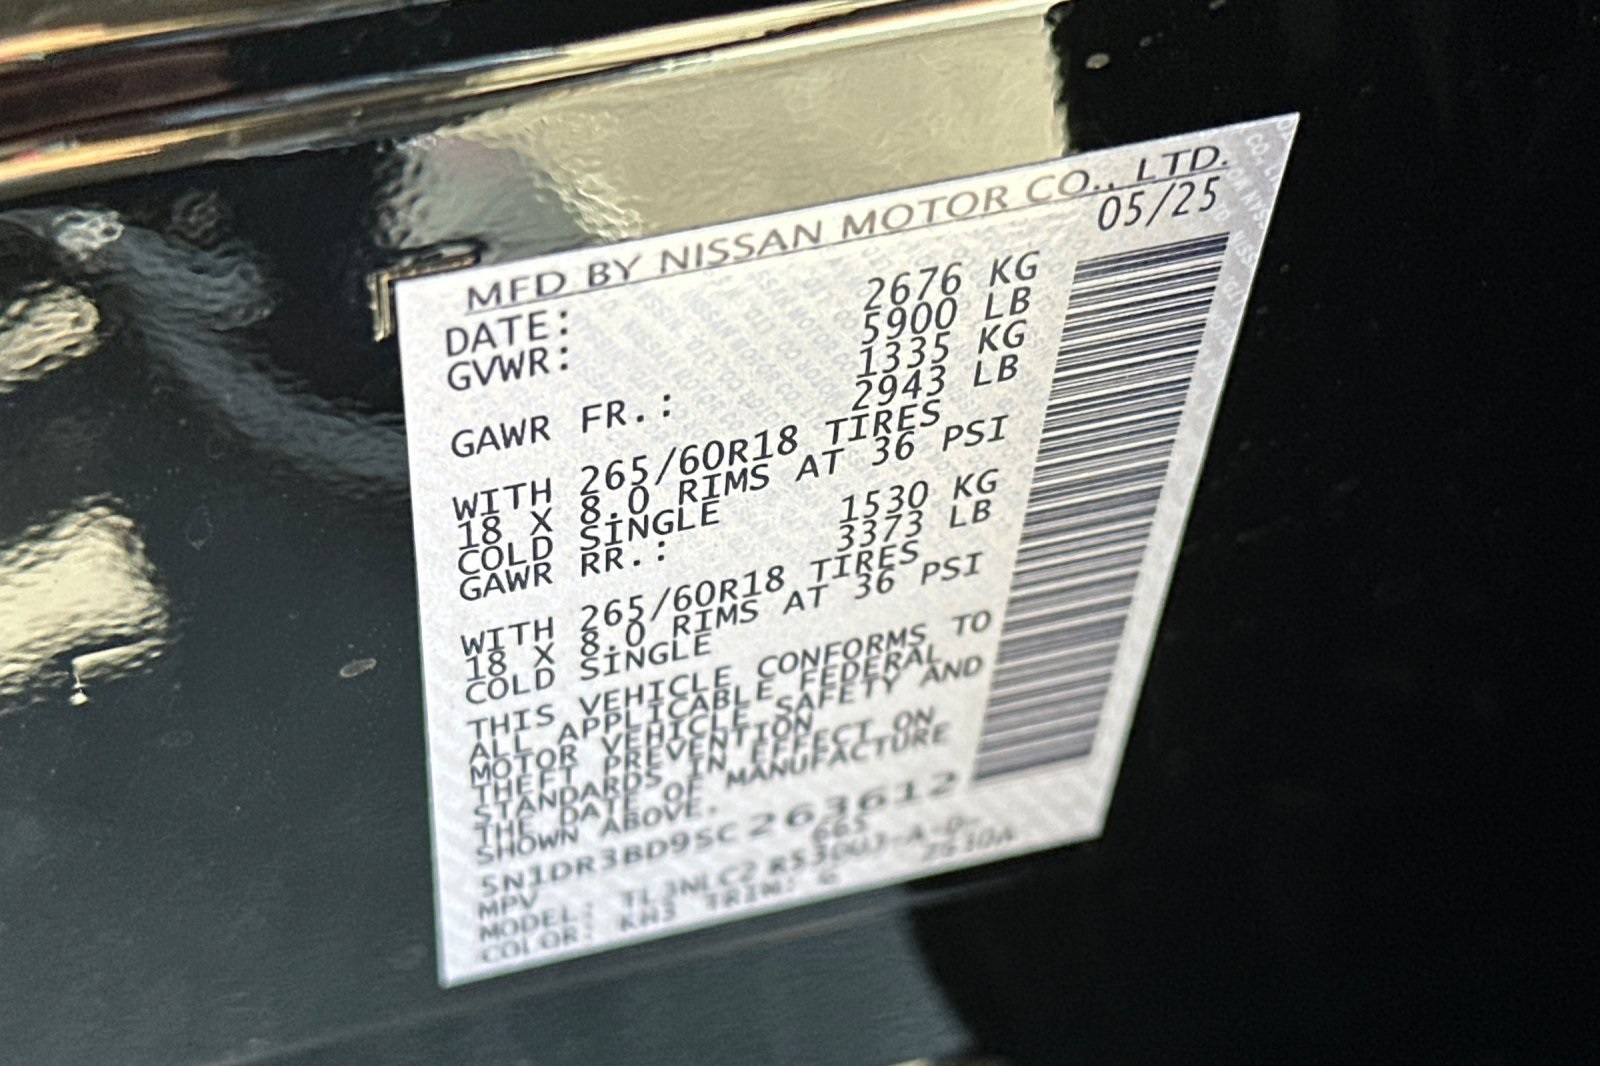 MFD BY NISSAN MOTOR CO., LTD.
DATE: 05/25
GVWR: 2676 KG
5900 LB
GAWR FR.: 1335 KG
2943 LB
WITH 265/60R18 TIRES
18 X 8.0 RIMS AT 36 PSI
COLD SINGLE
GAWR RR.: 1530 KG
3373 LB
WITH 265/60R18 TIRES
18 X 8.0 RIMS AT 36 PSI
COLD SINGLE
THIS VEHICLE CONFORMS TO
ALL APPLICABLE FEDERAL
MOTOR VEHICLE SAFETY AND
THEFT PREVENTION
STANDARDS IN EFFECT ON
THE DATE OF MANUFACTURE
SHOWN ABOVE.
5N1DR3BD9SC263612
MPV
MODEL:
COLOR: KH3 TRIM: G